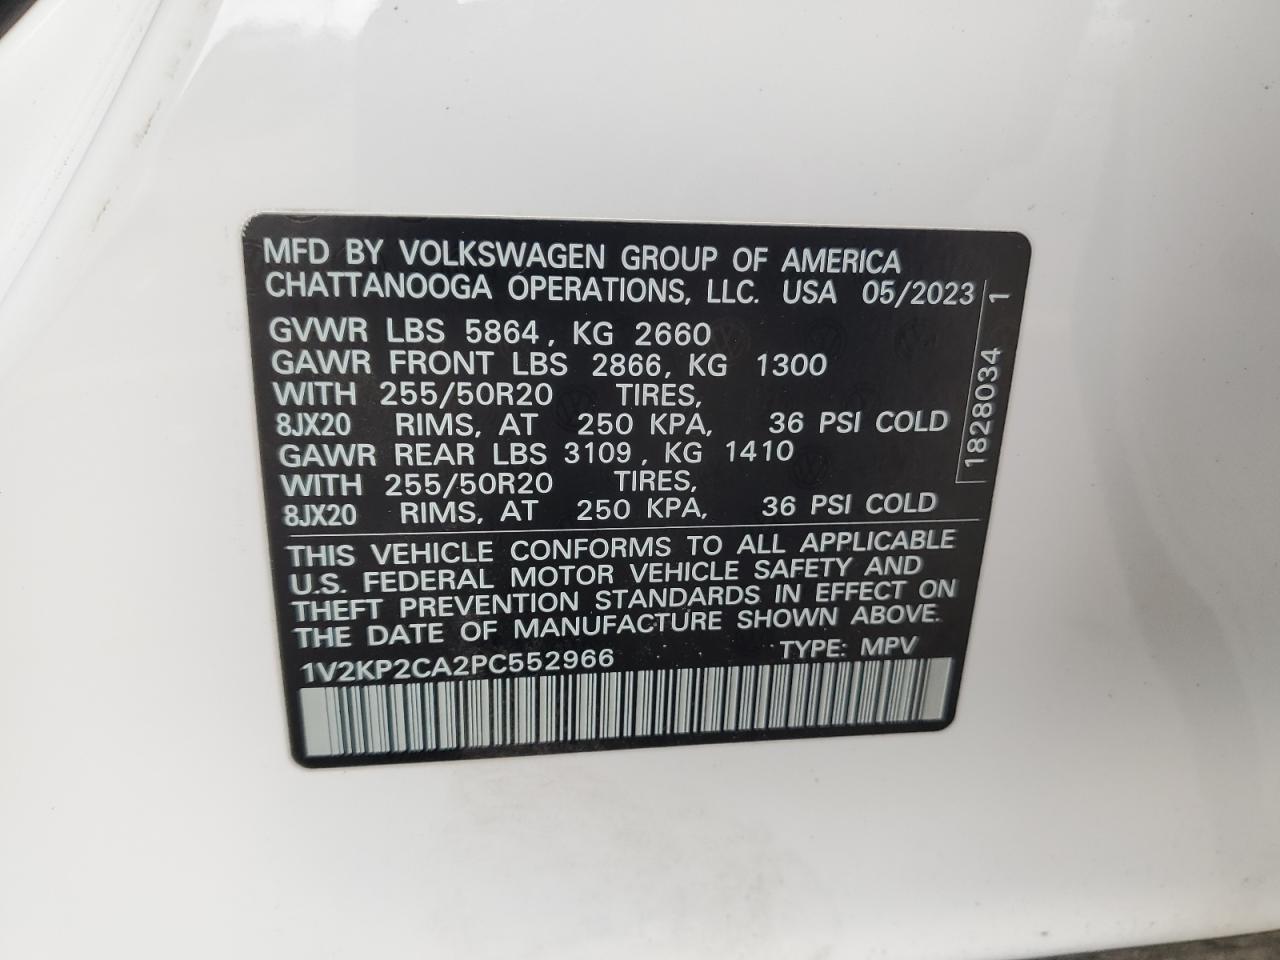 MFD BY VOLKSWAGEN GROUP OF AMERICA
CHATTANOOGA OPERATIONS, LLC. USA 05/2023
GVWR LBS 5864, KG 2660
GAWR FRONT LBS 2866, KG 1300
WITH 255/50R20 TIRES,
8JX20 RIMS, AT 250 KPA, 36 PSI COLD
GAWR REAR LBS 3109, KG 1410
WITH 255/50R20 TIRES,
8JX20 RIMS, AT 250 KPA, 36 PSI COLD
1828034 1
THIS VEHICLE CONFORMS TO ALL APPLICABLE
U.S. FEDERAL MOTOR VEHICLE SAFETY AND
THEFT PREVENTION STANDARDS IN EFFECT ON
THE DATE OF MANUFACTURE SHOWN ABOVE.
1V2KP2CA2PC552966 TYPE: MPV